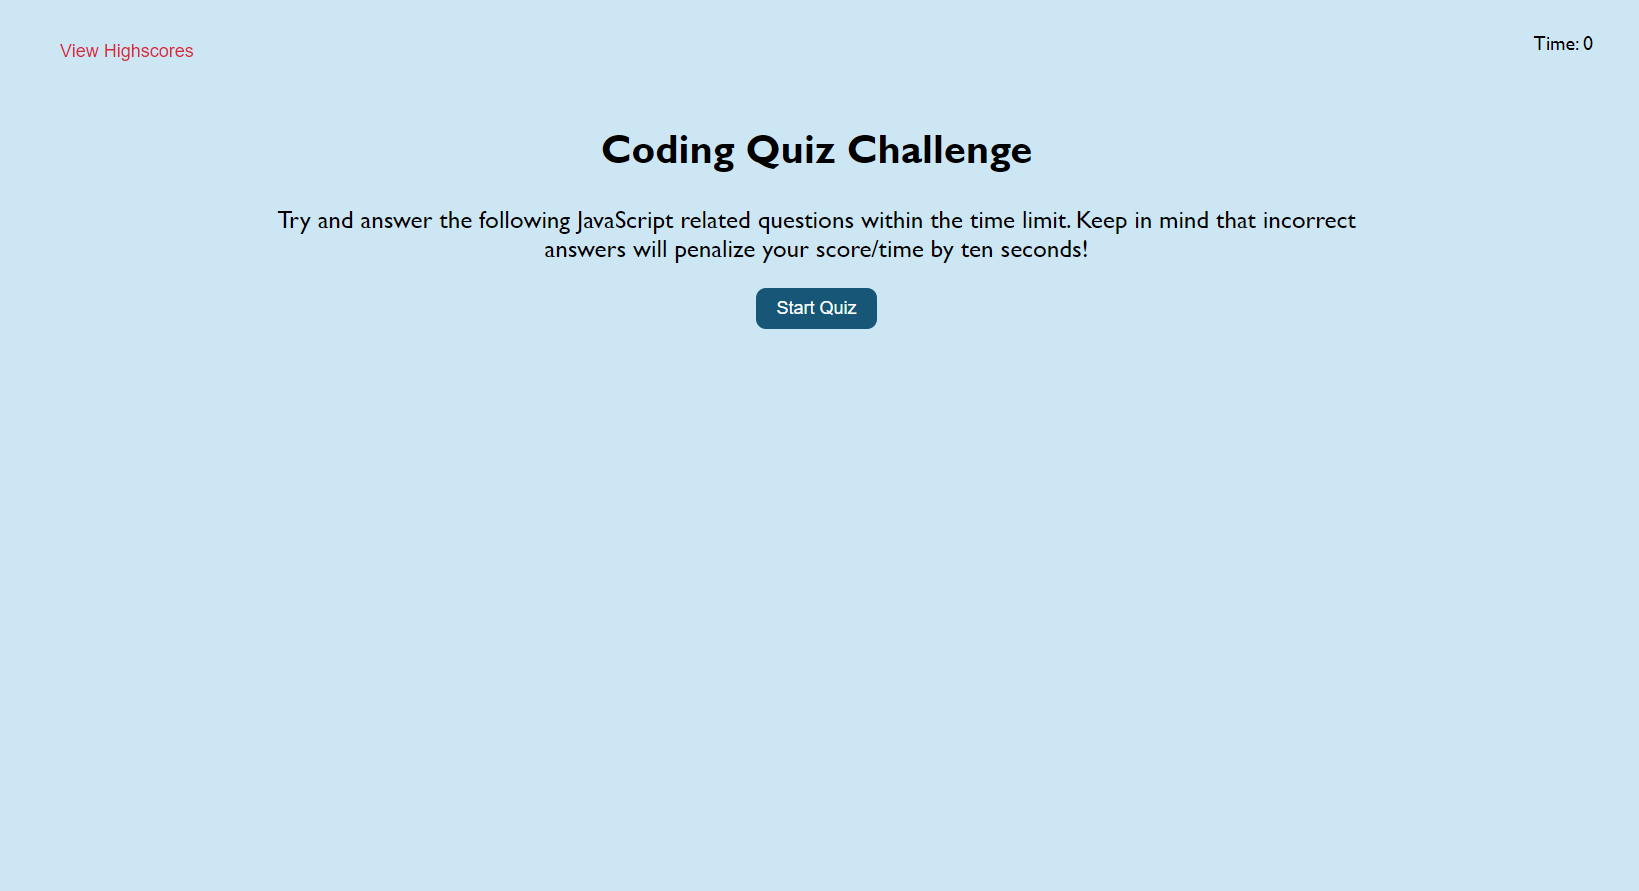 View Highscores
Time: 0
Coding Quiz Challenge
Try and answer the following JavaScript related questions within the time limit. Keep in mind that incorrect
answers will penalize your score/time by ten seconds!
Start Quiz